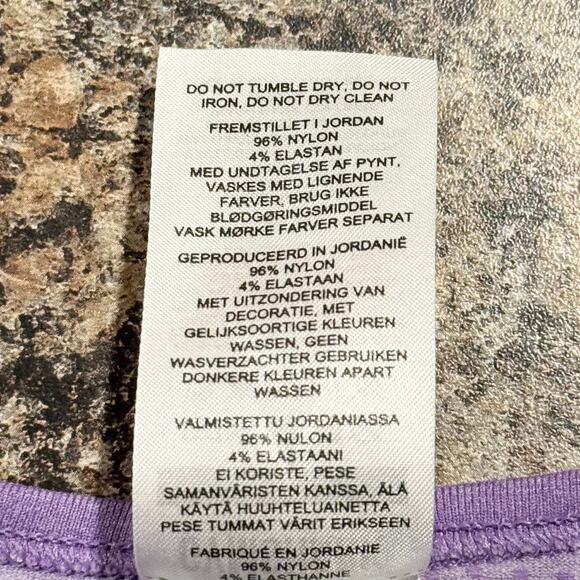 DO NOT TUMBLE DRY, DO NOT
IRON, DO NOT DRY CLEAN
FREMSTILLET I JORDAN
96% NYLON
4% ELASTAN
MED UNDTAGELSE AF PYNT,
VASKES MED LIGNENDE
FARVER, BRUG IKKE
BLØDGØRINGSMIDDEL
VASK MØRKE FARVER SEPARAT
GEPRODUCEERD IN JORDANIË
96% NYLON
4% ELASTAAN
MET UITZONDERING VAN
DECORATIE, MET
GELIJKSOORTIGE KLEUREN
WASSEN, GEEN
WASVERZACHTER GEBRUIKEN
DONKERE KLEUREN APART
WASSEN
VALMISTETTU JORDANIASSA
96% NULON
4% ELASTAANI
EI KORISTE, PESE
SAMANVÄRISTEN KANSSA, ÄLÄ
KÄYTÄ HUUHTELUAINETTA
PESE TUMMAT VÄRIT ERIKSEEN
FABRIQUÉ EN JORDANIE
96% NYLON
4% ELASTHANNE